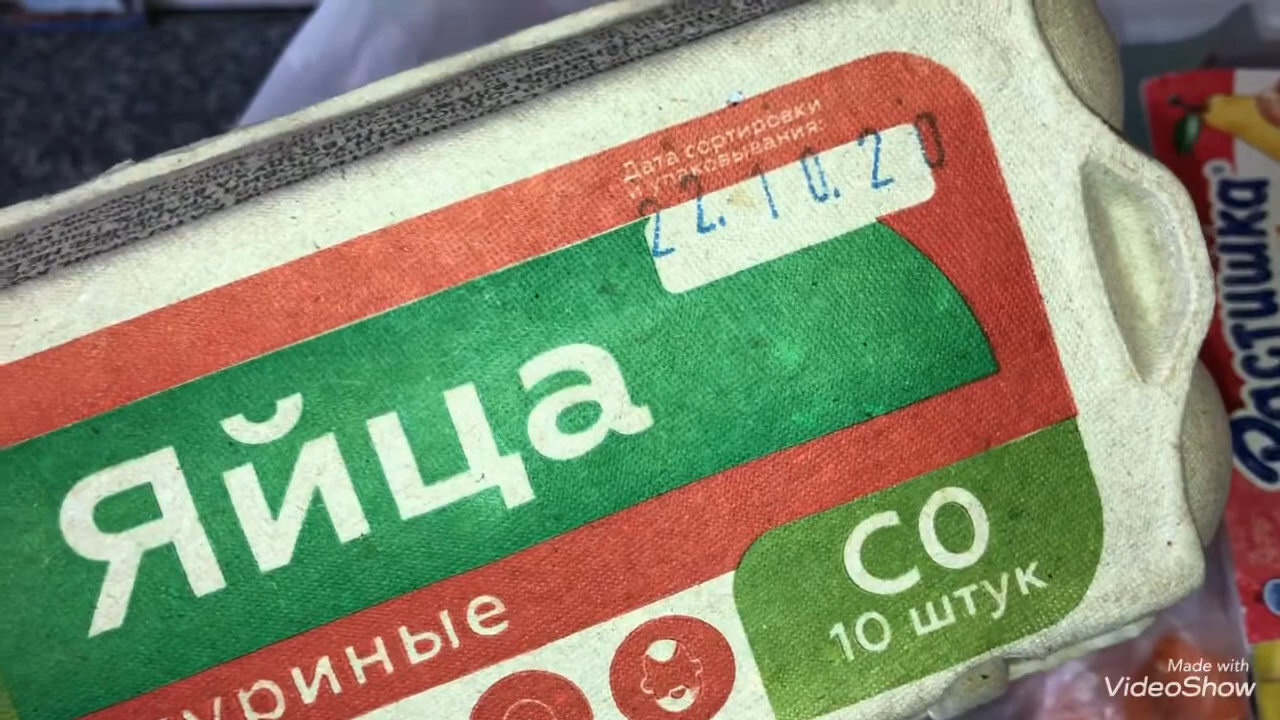 Дата сортировки
и упаковывания:
22.10.20
Яйца
куриные
СО
10 штук
Растишка
Made with
VideoShow